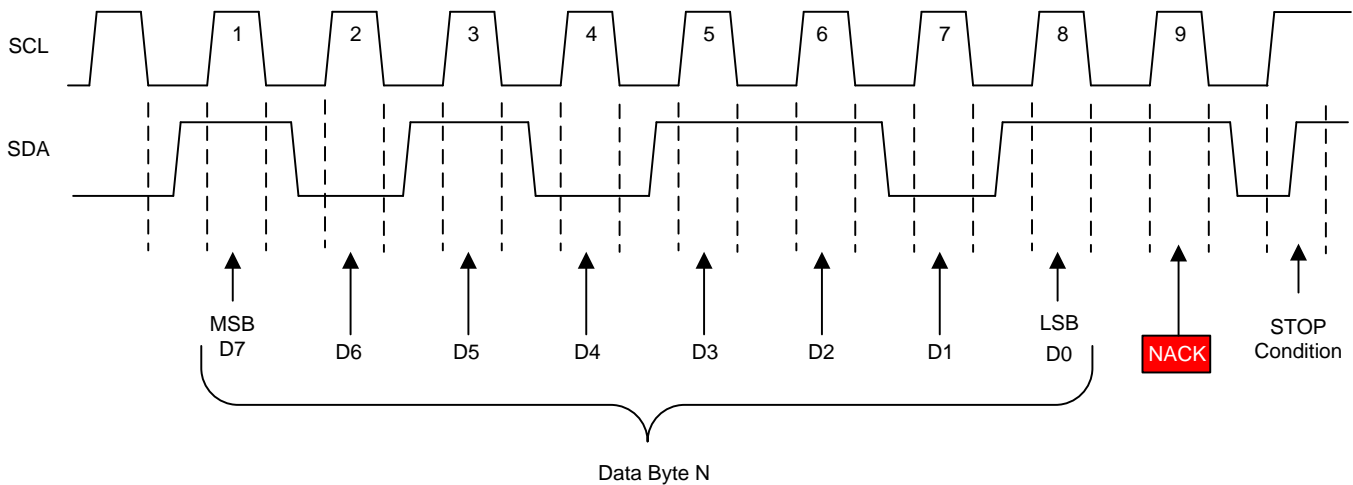 SCL
1 2 3 4 5 6 7 8 9
SDA
MSB
D7
D6
D5
D4
D3
D2
D1
LSB
D0
NACK
STOP
Condition
Data Byte N